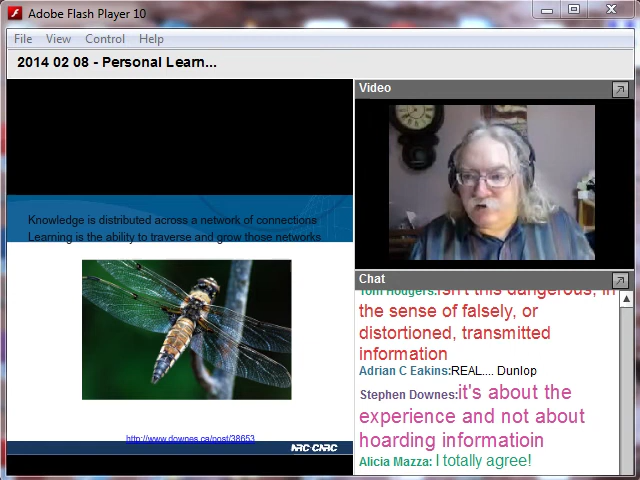 Adobe Flash Player 10
File View Control Help
2014 02 08 - Personal Learn...
Knowledge is distributed across a network of connections
Learning is the ability to traverse and grow those networks
http://www.downes.ca/post/38653
NRC·CNRC
Video
Chat
Tom Hodgers:isn't this dangerous, in
the sense of falsely, or
distortioned, transmitted
information
Adrian C Eakins:REAL.... Dunlop
Stephen Downes:it's about the
experience and not about
hoarding informatioin
Alicia Mazza: I totally agree!